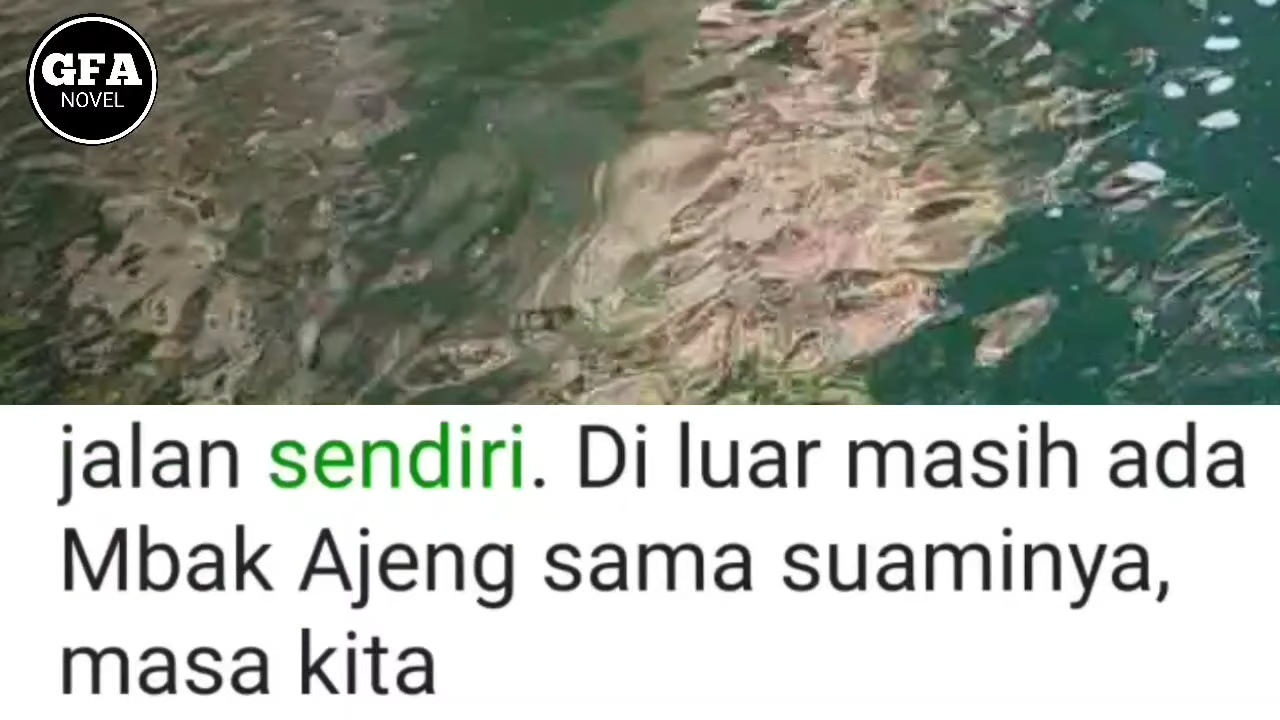 GFA
NOVEL
jalan sendiri. Di luar masih ada
Mbak Ajeng sama suaminya,
masa kita